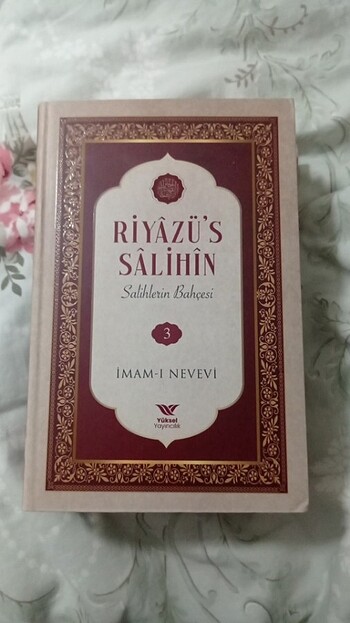 RİYÂZÜ'S
SÂLİHÎN
Salihlerin Bahçesi
3
İMAM-I NEVEVİ
Yüksel
Yayıncılık